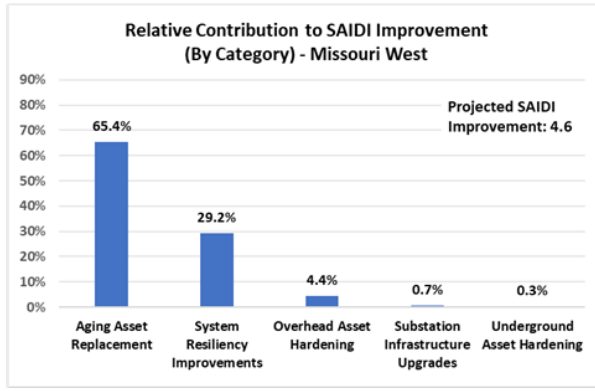 Relative Contribution to SAIDI Improvement
(By Category) - Missouri West
90%
80%
70%
60%
50%
40%
30%
20%
10%
0%
Projected SAIDI
Improvement: 4.6
65.4%
29.2%
4.4%
0.7%
0.3%
Aging Asset
Replacement
System
Resiliency
Improvements
Overhead Asset
Hardening
Substation
Infrastructure
Upgrades
Underground
Asset Hardening